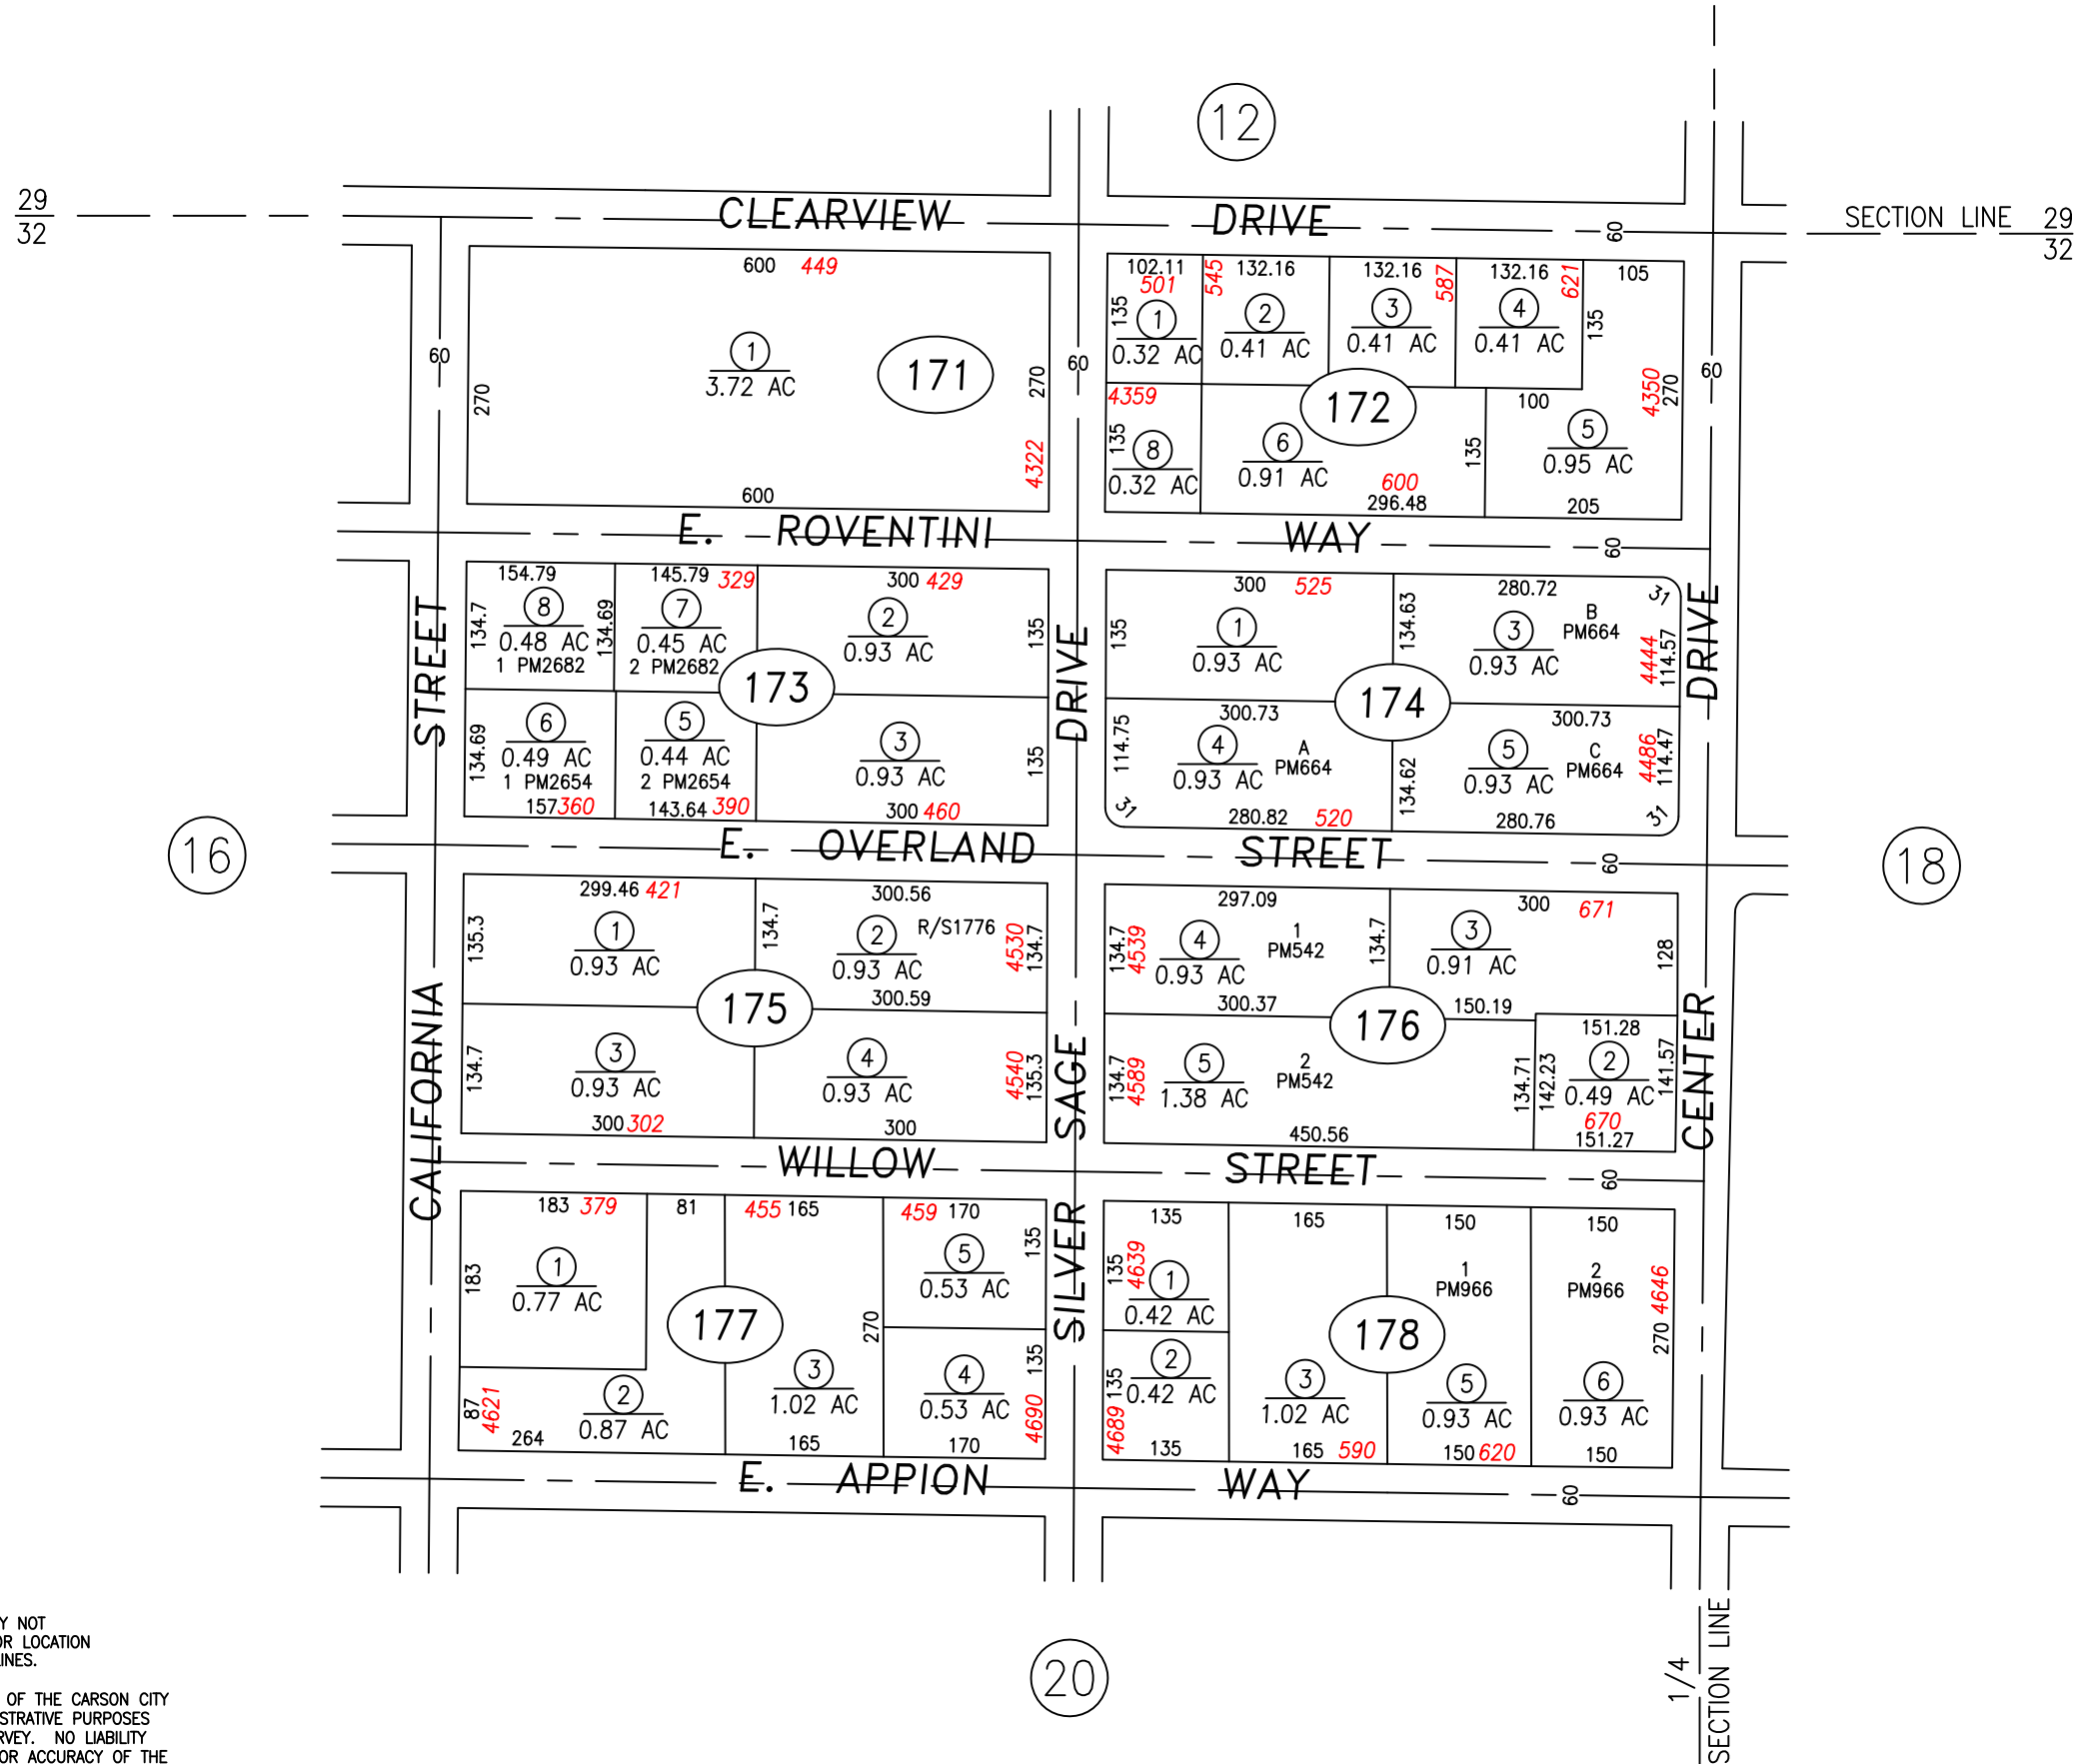 12
29
32
SECTION LINE 29
32
CLEARVIEW DRIVE 60
600 449
1
3.72 AC
171
270
270
4322
600
60
60
60
102.11
501
135
1
0.32 AC
545
132.16
2
0.41 AC
132.16
587
3
0.41 AC
132.16
621
4
0.41 AC
105
135
4350
270
172
4359
135
8
0.32 AC
6
0.91 AC
600
296.48
135
100
5
0.95 AC
205
E. ROVENTINI WAY 60
154.79
134.7
8
0.48 AC
1 PM2682
134.69
145.79 329
7
0.45 AC
2 PM2682
300 429
2
0.93 AC
135
173
134.69
6
0.49 AC
1 PM2654
157 360
5
0.44 AC
2 PM2654
143.64 390
3
0.93 AC
135
300 460
300 525
135
1
0.93 AC
134.63
280.72
31
B
PM664
3
0.93 AC
4444
114.57
174
300.73
114.75
4
0.93 AC
A
PM664
31
280.82 520
134.62
300.73
5
0.93 AC
C
PM664
4486
114.47
280.76
31
STREET
DRIVE
DRIVE
16
18
E. OVERLAND STREET 60
299.46 421
135.3
1
0.93 AC
134.7
300.56
2
0.93 AC
R/S1776
4530
134.7
300.59
175
134.7
3
0.93 AC
300 302
4
0.93 AC
4540
135.3
300
297.09
134.7
4539
4
0.93 AC
1
PM542
134.7
300.37
300 671
3
0.91 AC
128
150.19
176
134.7
4589
5
1.38 AC
2
PM542
134.71
450.56
142.23
151.28
2
0.49 AC
670
151.27
141.57
CALIFORNIA
SILVER SAGE
CENTER
WILLOW STREET 60
183 379
183
1
0.77 AC
81
455 165
459 170
5
0.53 AC
135
177
270
87
4621
2
0.87 AC
264
3
1.02 AC
165
4
0.53 AC
135
4690
170
135
135
4639
1
0.42 AC
2
0.42 AC
135
4689
135
165
3
1.02 AC
165 590
178
150
1
PM966
5
0.93 AC
150 620
150
2
PM966
6
0.93 AC
270 4646
150
E. APPION WAY 60
20
1/4
SECTION LINE
Y NOT
OR LOCATION
INES.
OF THE CARSON CITY
STRATIVE PURPOSES
RVEY. NO LIABILITY
OR ACCURACY OF THE